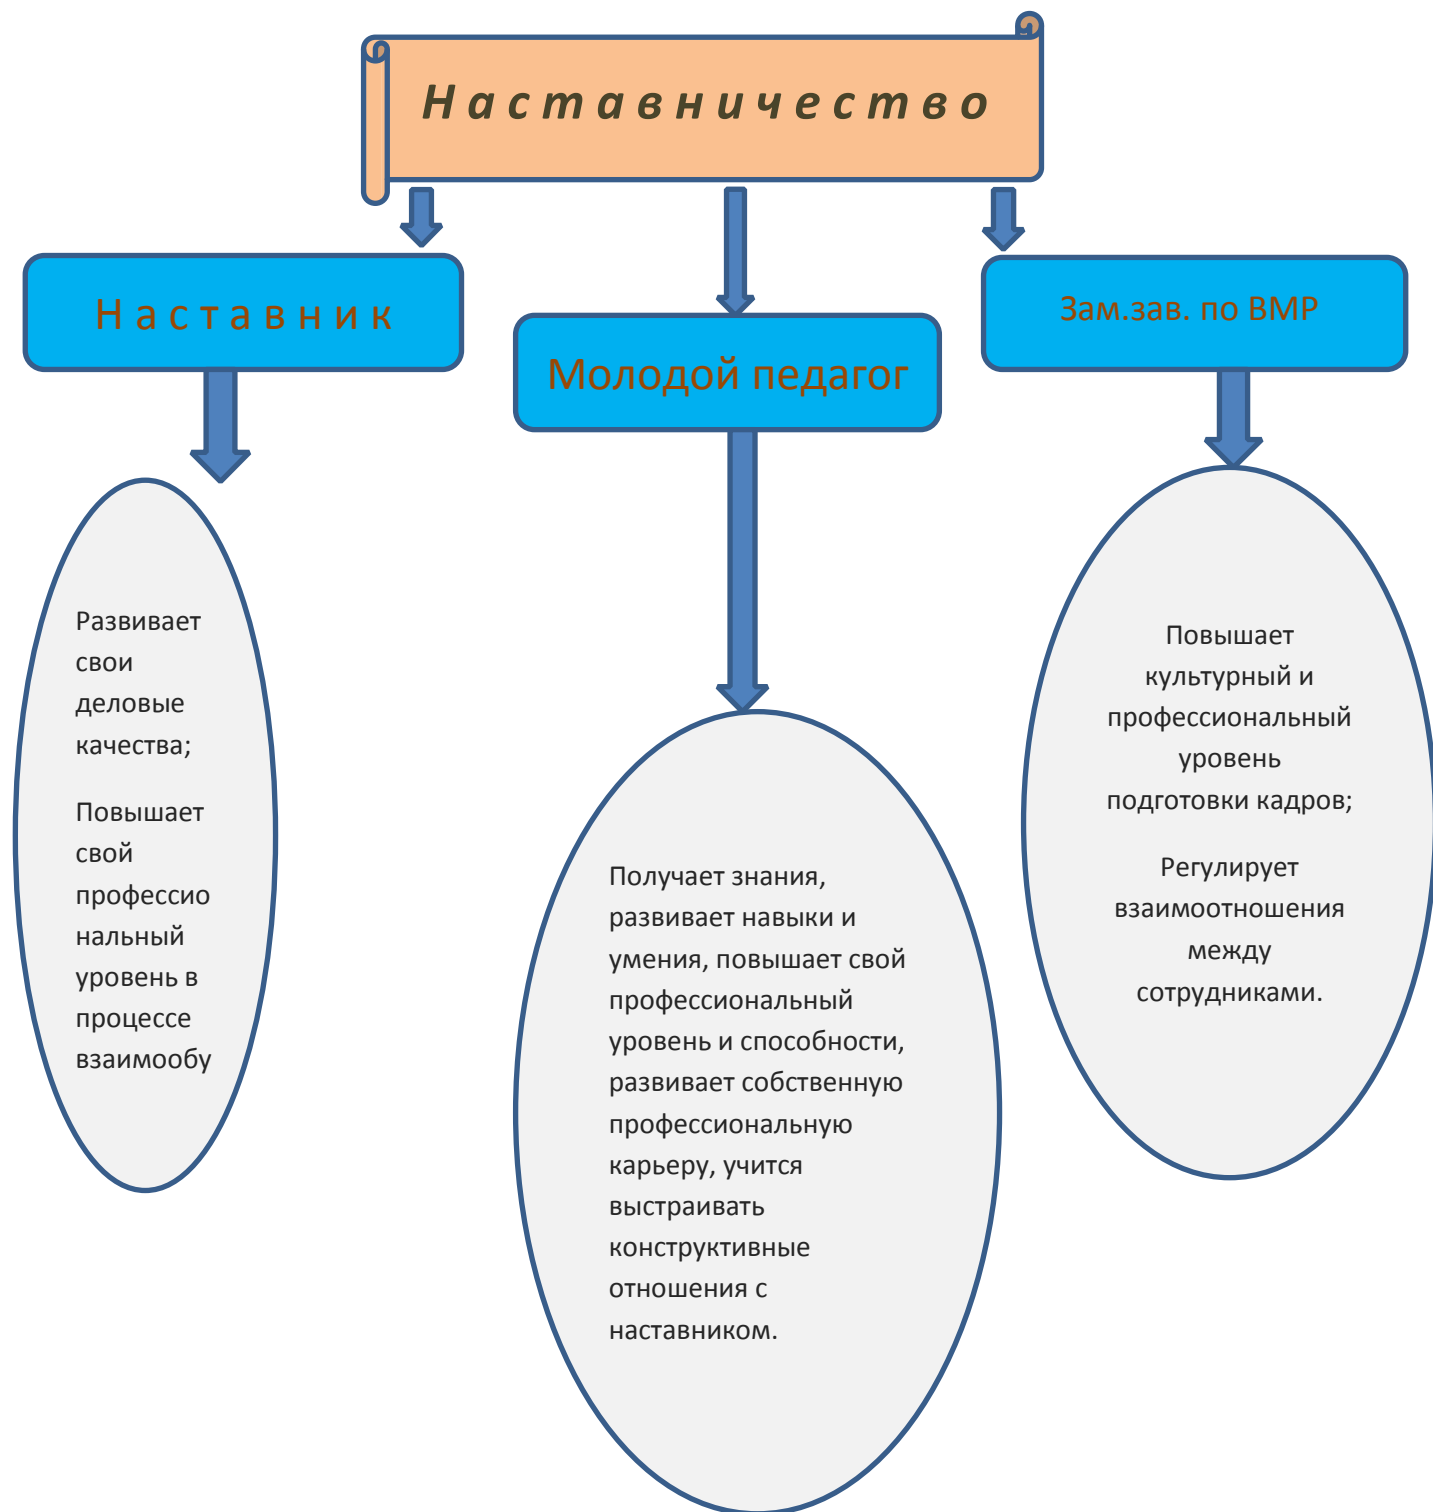 Наставничество
Наставник
Молодой педагог
Зам.зав. по ВМР
Развивает
свои
деловые
качества;
Повышает
свой
профессио
нальный
уровень в
процессе
взаимообу
Получает знания,
развивает навыки и
умения, повышает свой
профессиональный
уровень и способности,
развивает собственную
профессиональную
карьеру, учится
выстраивать
конструктивные
отношения с
наставником.
Повышает
культурный и
профессиональный
уровень
подготовки кадров;
Регулирует
взаимоотношения
между
сотрудниками.